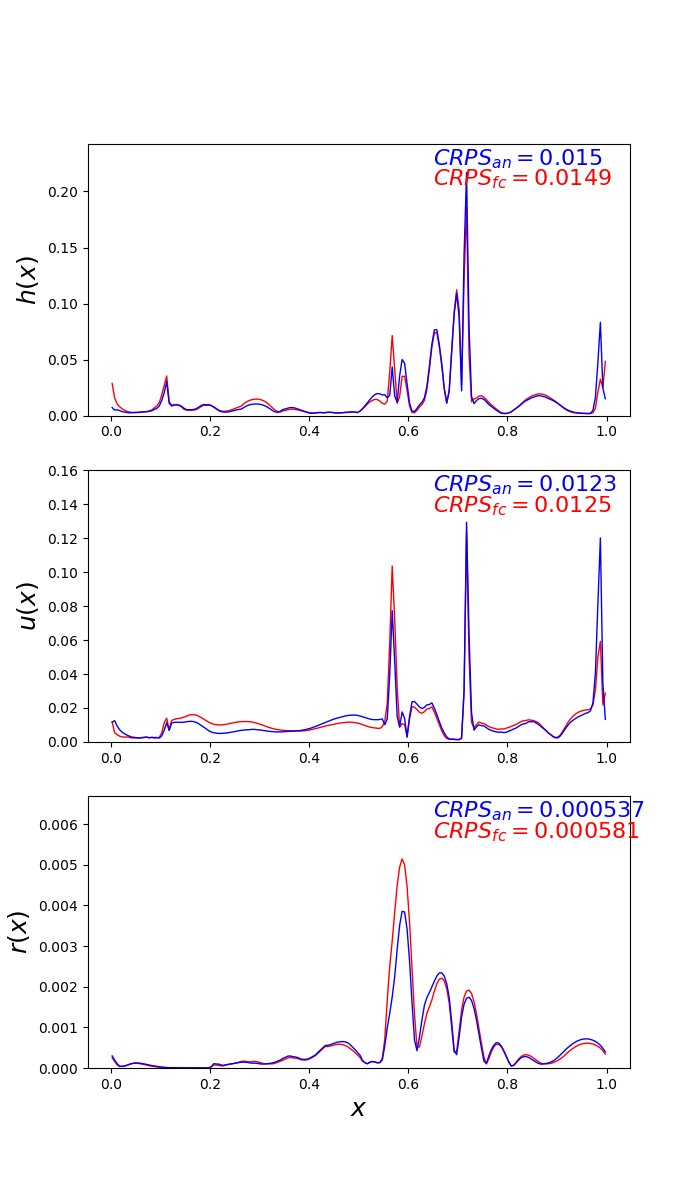 CRPS_an = 0.015
CRPS_fc = 0.0149
h(x)
0.20
0.15
0.10
0.05
0.00
0.0 0.2 0.4 0.6 0.8 1.0
CRPS_an = 0.0123
CRPS_fc = 0.0125
u(x)
0.16
0.14
0.12
0.10
0.08
0.06
0.04
0.02
0.00
0.0 0.2 0.4 0.6 0.8 1.0
CRPS_an = 0.000537
CRPS_fc = 0.000581
r(x)
0.006
0.005
0.004
0.003
0.002
0.001
0.000
0.0 0.2 0.4 0.6 0.8 1.0
x